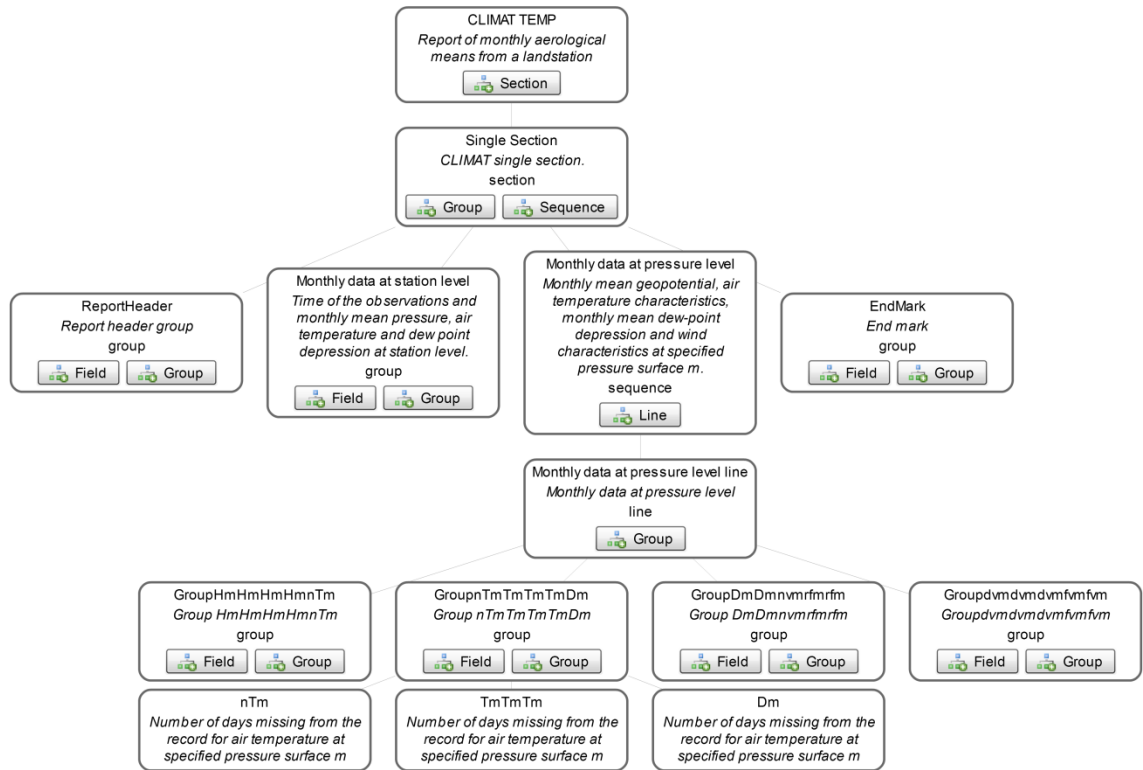 CLIMAT TEMP
Report of monthly aerological
means from a landstation
Section
Single Section
CLIMAT single section.
section
Group Sequence
ReportHeader
Report header group
group
Field Group
Monthly data at station level
Time of the observations and
monthly mean pressure, air
temperature and dew point
depression at station level.
group
Field Group
Monthly data at pressure level
Monthly mean geopotential, air
temperature characteristics,
monthly mean dew-point
depression and wind
characteristics at specified
pressure surface m.
sequence
Line
EndMark
End mark
group
Field Group
Monthly data at pressure level line
Monthly data at pressure level
line
Group
GroupHmHmHmHmnTm
Group HmHmHmHmnTm
group
Field Group
GroupnTmTmTmTmDm
Group nTmTmTmTmDm
group
Field Group
GroupDmDmnvmrfmrfm
Group DmDmnvmrfmrfm
group
Field Group
Groupdvmdvmdvmfvmfvm
Groupdvmdvmdvmfvmfvm
group
Field Group
nTm
Number of days missing from the
record for air temperature at
specified pressure surface m
TmTmTm
Number of days missing from the
record for air temperature at
specified pressure surface m
Dm
Number of days missing from the
record for air temperature at
specified pressure surface m